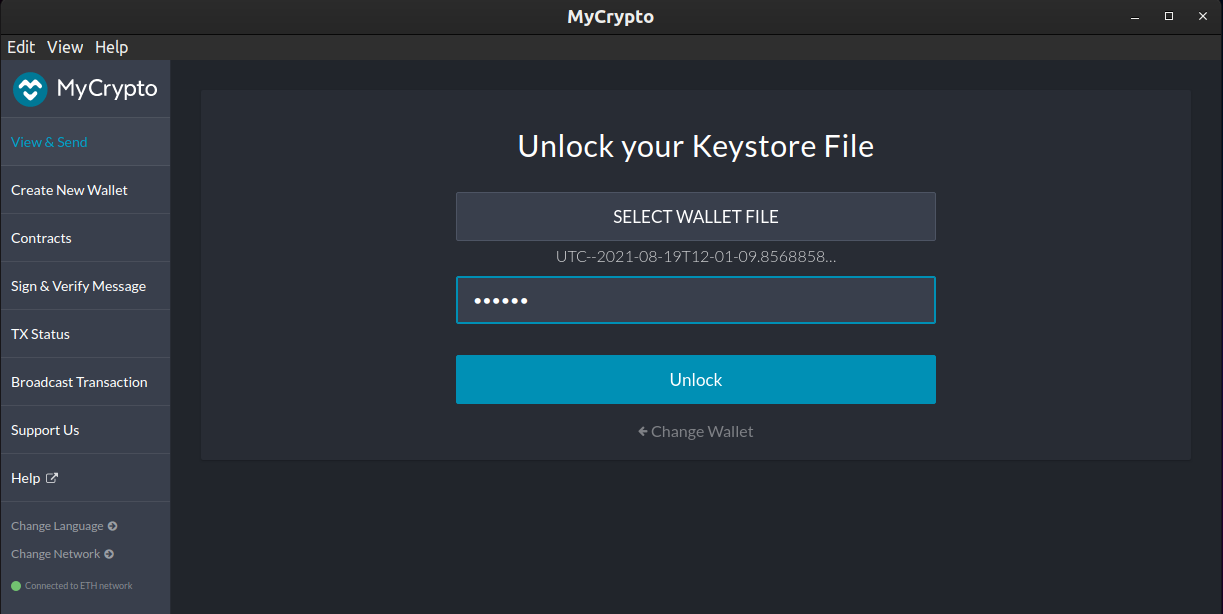 MyCrypto
Edit View Help
MyCrypto
View & Send
Create New Wallet
Contracts
Sign & Verify Message
TX Status
Broadcast Transaction
Support Us
Help
Change Language
Change Network
Connected to ETH network
Unlock your Keystore File
SELECT WALLET FILE
UTC--2021-08-19T12-01-09.8568858...
••••••
Unlock
Change Wallet